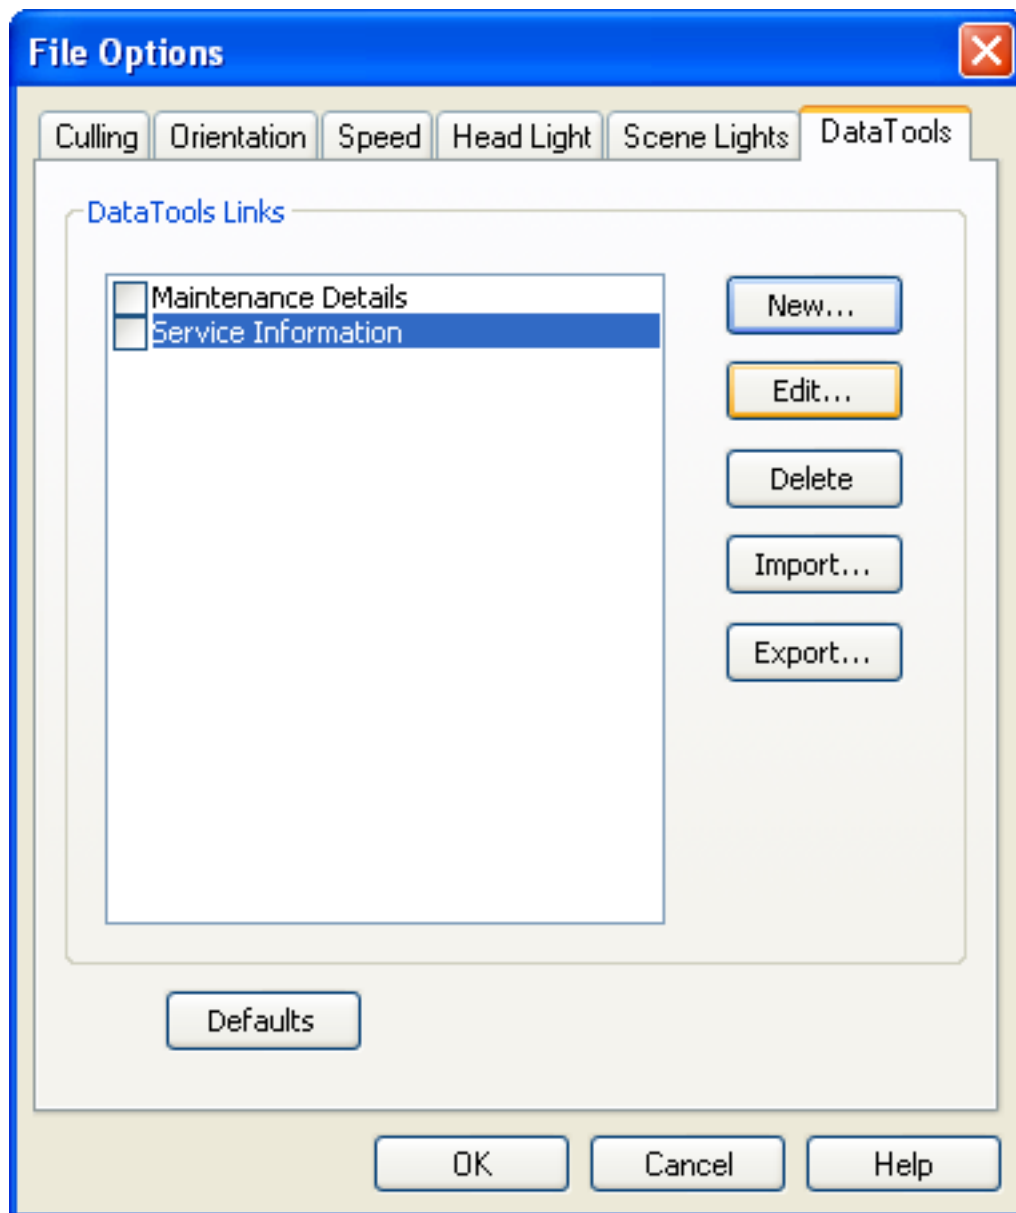 File Options
Culling Orientation Speed Head Light Scene Lights DataTools
DataTools Links
Maintenance Details
Service Information
New...
Edit...
Delete
Import...
Export...
Defaults
OK Cancel Help